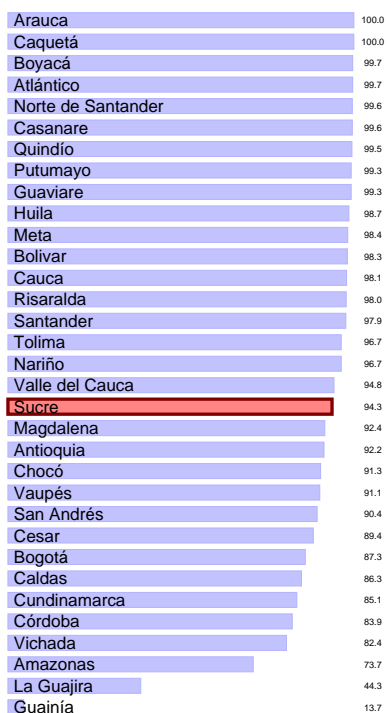 Arauca 100.0
Caquetá 100.0
Boyacá 99.7
Atlántico 99.7
Norte de Santander 99.6
Casanare 99.6
Quindío 99.5
Putumayo 99.3
Guaviare 99.3
Huila 98.7
Meta 98.4
Bolivar 98.3
Cauca 98.1
Risaralda 98.0
Santander 97.9
Tolima 96.7
Nariño 96.7
Valle del Cauca 94.8
Sucre 94.3
Magdalena 92.4
Antioquia 92.2
Chocó 91.3
Vaupés 91.1
San Andrés 90.4
Cesar 89.4
Bogotá 87.3
Caldas 86.3
Cundinamarca 85.1
Córdoba 83.9
Vichada 82.4
Amazonas 73.7
La Guajira 44.3
Guainía 13.7